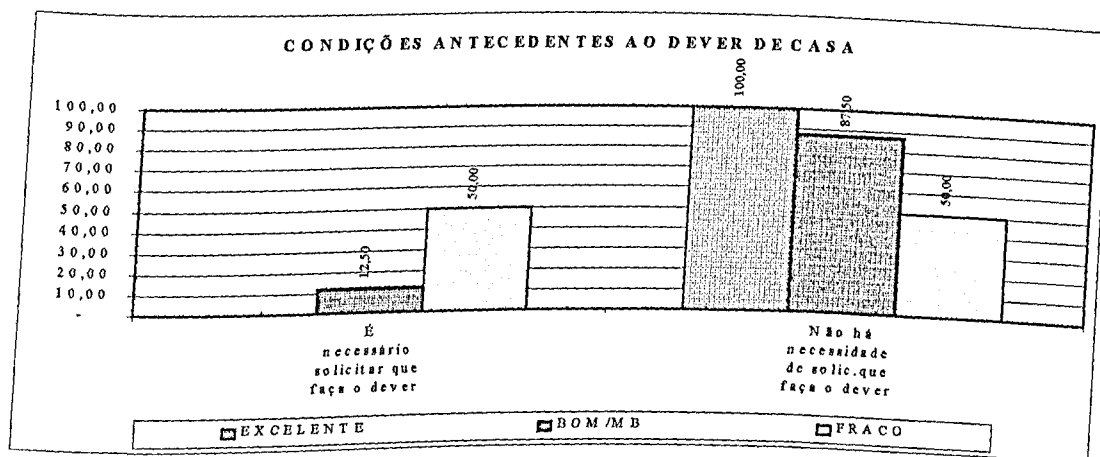 CONDIÇÕES ANTECEDENTES AO DEVER DE CASA
100,00
90,00
80,00
70,00
60,00
50,00
40,00
30,00
20,00
10,00
-
12,50
50,00
100,00
87,50
50,00
É
necessário
solicitar que
faça o dever
Não há
necessidade
de solic.que
faça o dever
EXCELENTE
BOM/MB
FRACO